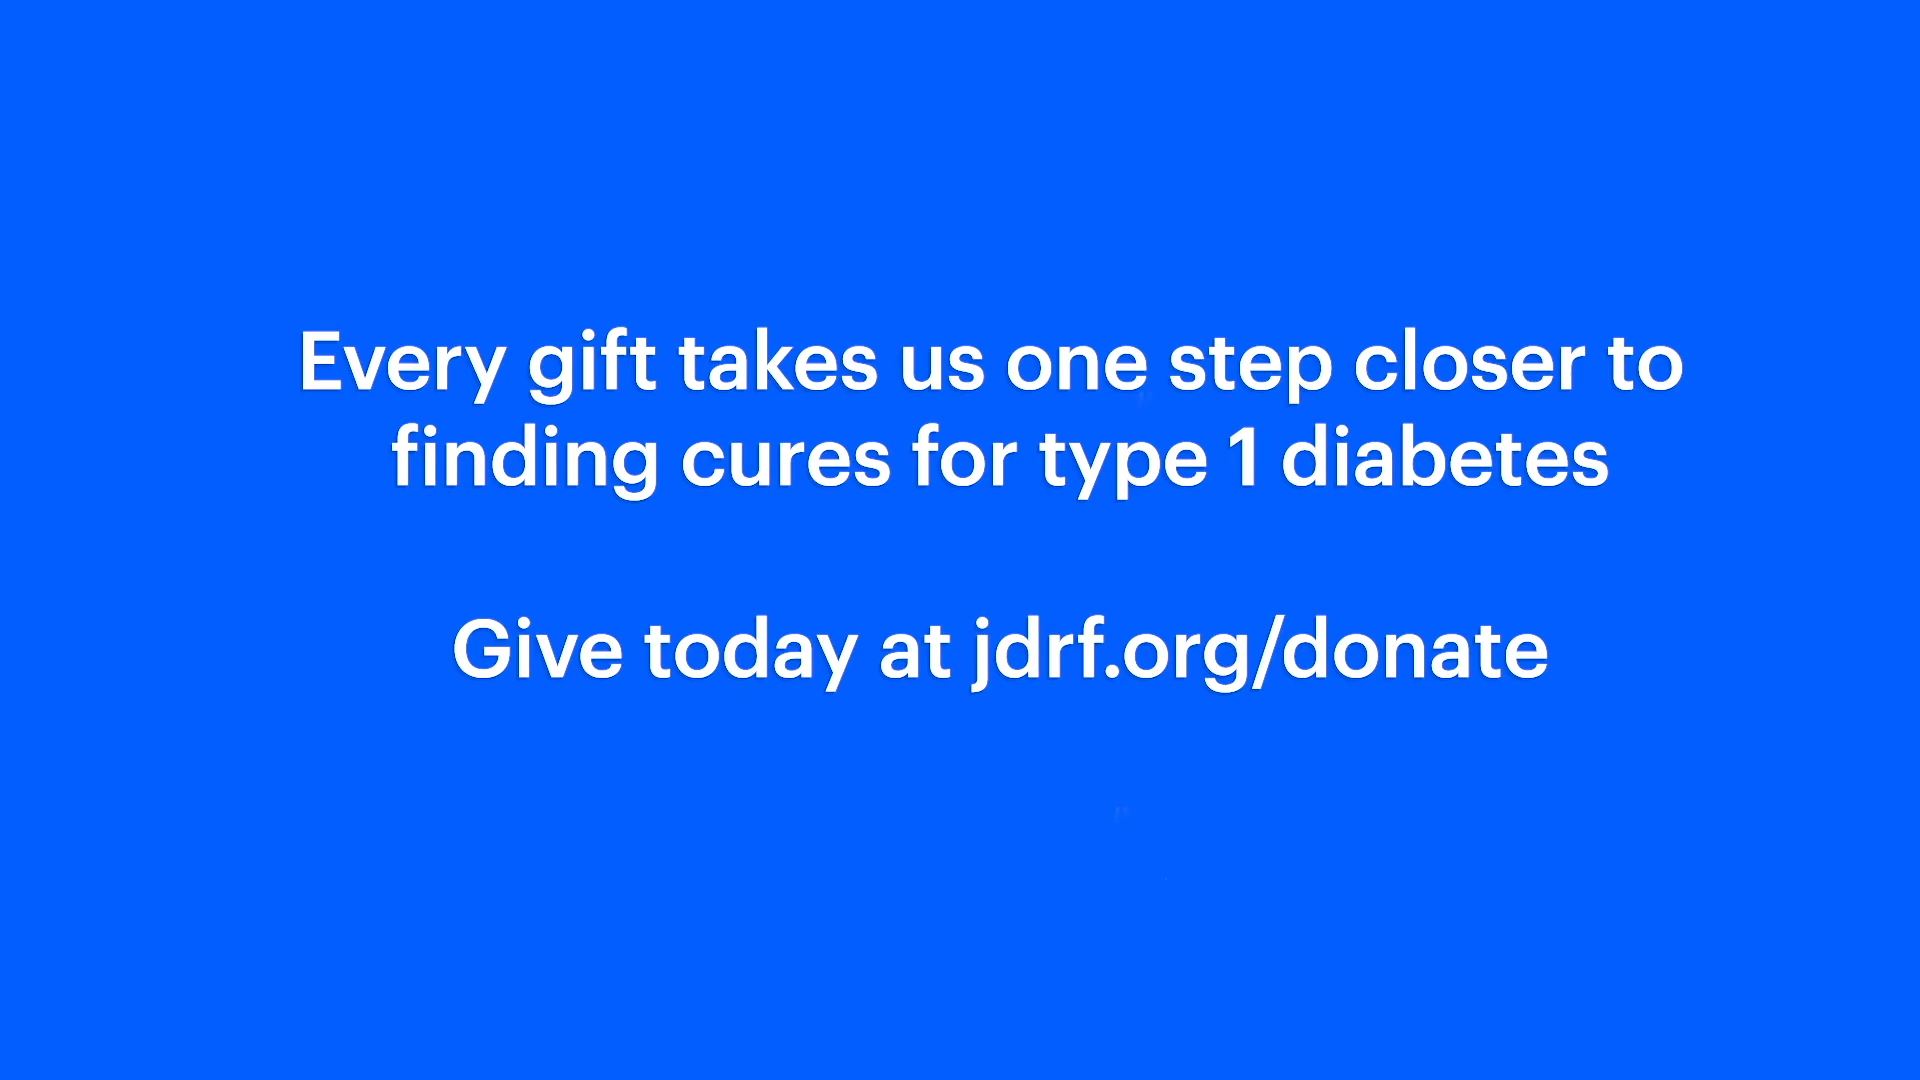 Every gift takes us one step closer to
finding cures for type 1 diabetes
Give today at jdrf.org/donate